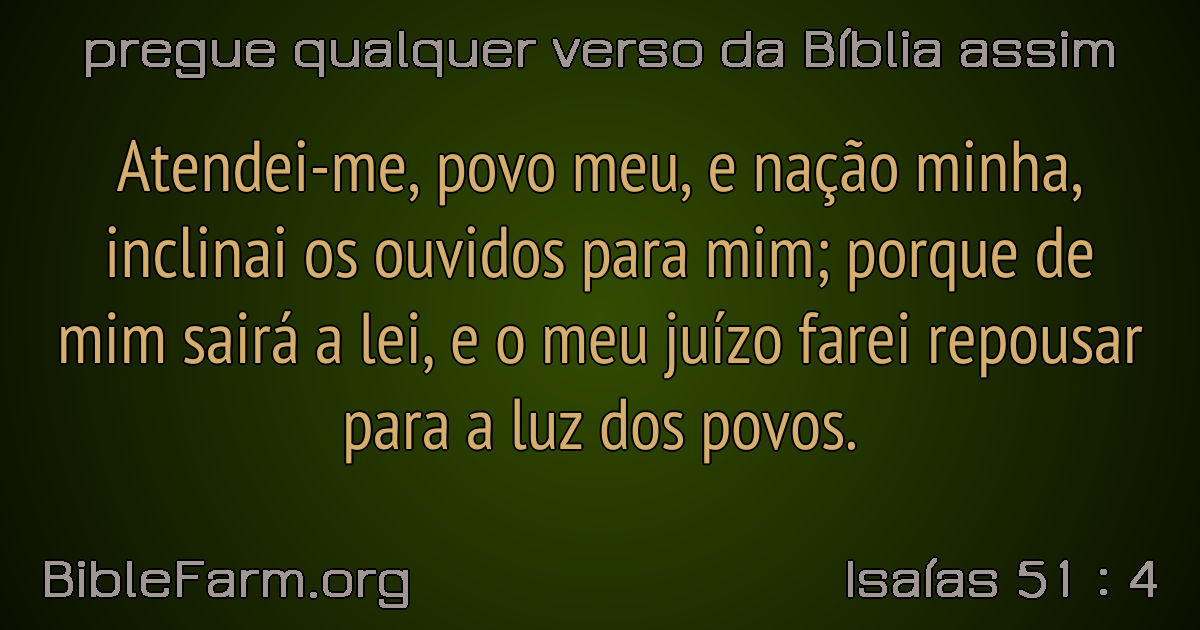 pregue qualquer verso da Bíblia assim
Atendei-me, povo meu, e nação minha,
inclinai os ouvidos para mim; porque de
mim sairá a lei, e o meu juízo farei repousar
para a luz dos povos.
BibleFarm.org
Isaías 51 : 4